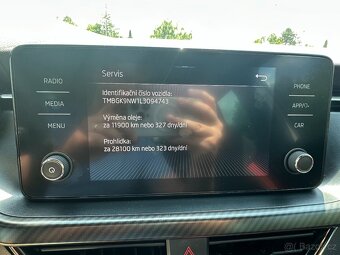 Servis
RADIO
MEDIA
MENU
PHONE
APP/
CAR
Identifikační číslo vozidla:
TMBGK9NW1L3094743
Výměna oleje:
za 11900 km nebo 327 dny/dní!
Prohlídka:
za 28100 km nebo 323 dny/dní!